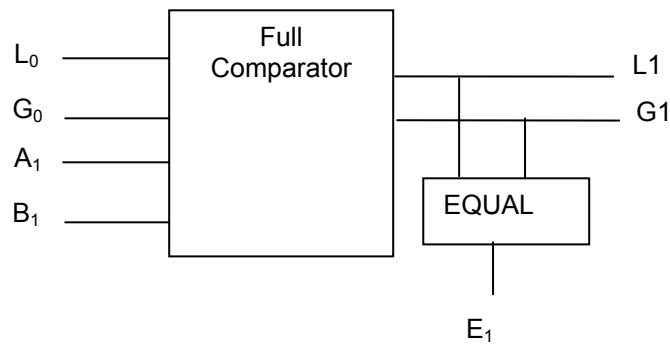 Full
Comparator
L₀
G₀
A₁
B₁
L1
G1
EQUAL
E₁